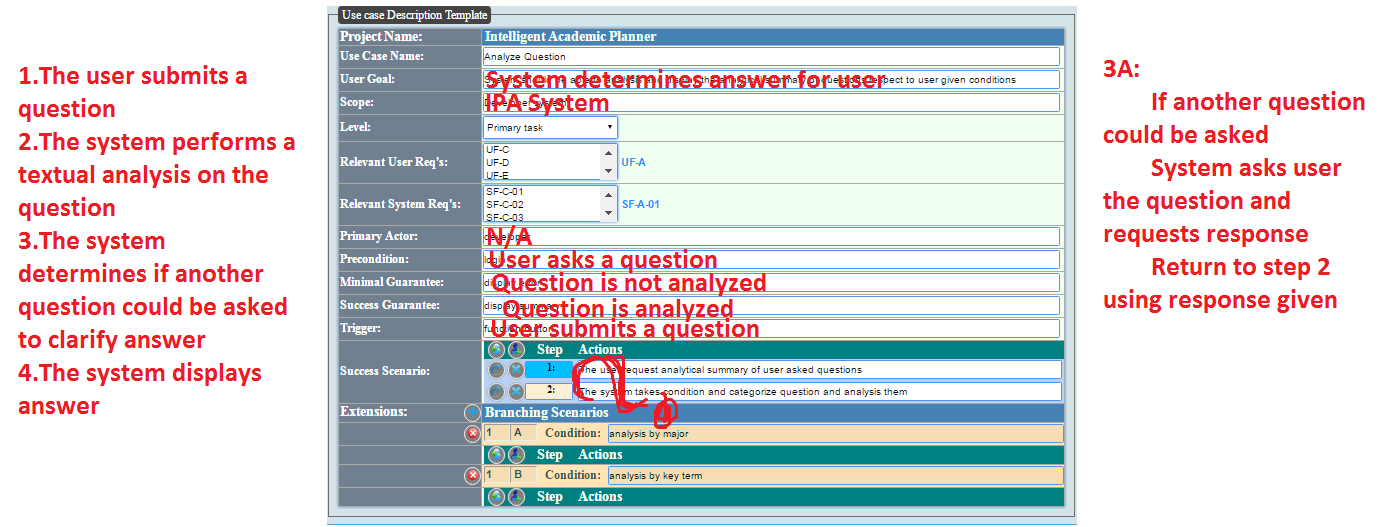 1.The user submits a
question
2.The system performs a
textual analysis on the
question
3.The system
determines if another
question could be asked
to clarify answer
4.The system displays
answer
Use case Description Template
Project Name: Intelligent Academic Planner
Use Case Name: Analyze Question
User Goal: System determines answer for user respect to user given conditions
Scope: IPA System
Level: Primary task
Relevant User Req's: UF-C
UF-D
UF-E
UF-A
Relevant System Req's: SF-C-01
SF-C-02
SF-C-03
SF-A-01
Primary Actor: N/A
Precondition: User asks a question
Minimal Guarantee: Question is not analyzed
Success Guarantee: Question is analyzed
Trigger: User submits a question
Success Scenario:
Step Actions
1: The user request analytical summary of user asked questions
2: The system takes condition and categorize question and analysis them
Extensions: Branching Scenarios
1 A Condition: analysis by major
Step Actions
1 B Condition: analysis by key term
Step Actions
3A:
If another question
could be asked
System asks user
the question and
requests response
Return to step 2
using response given